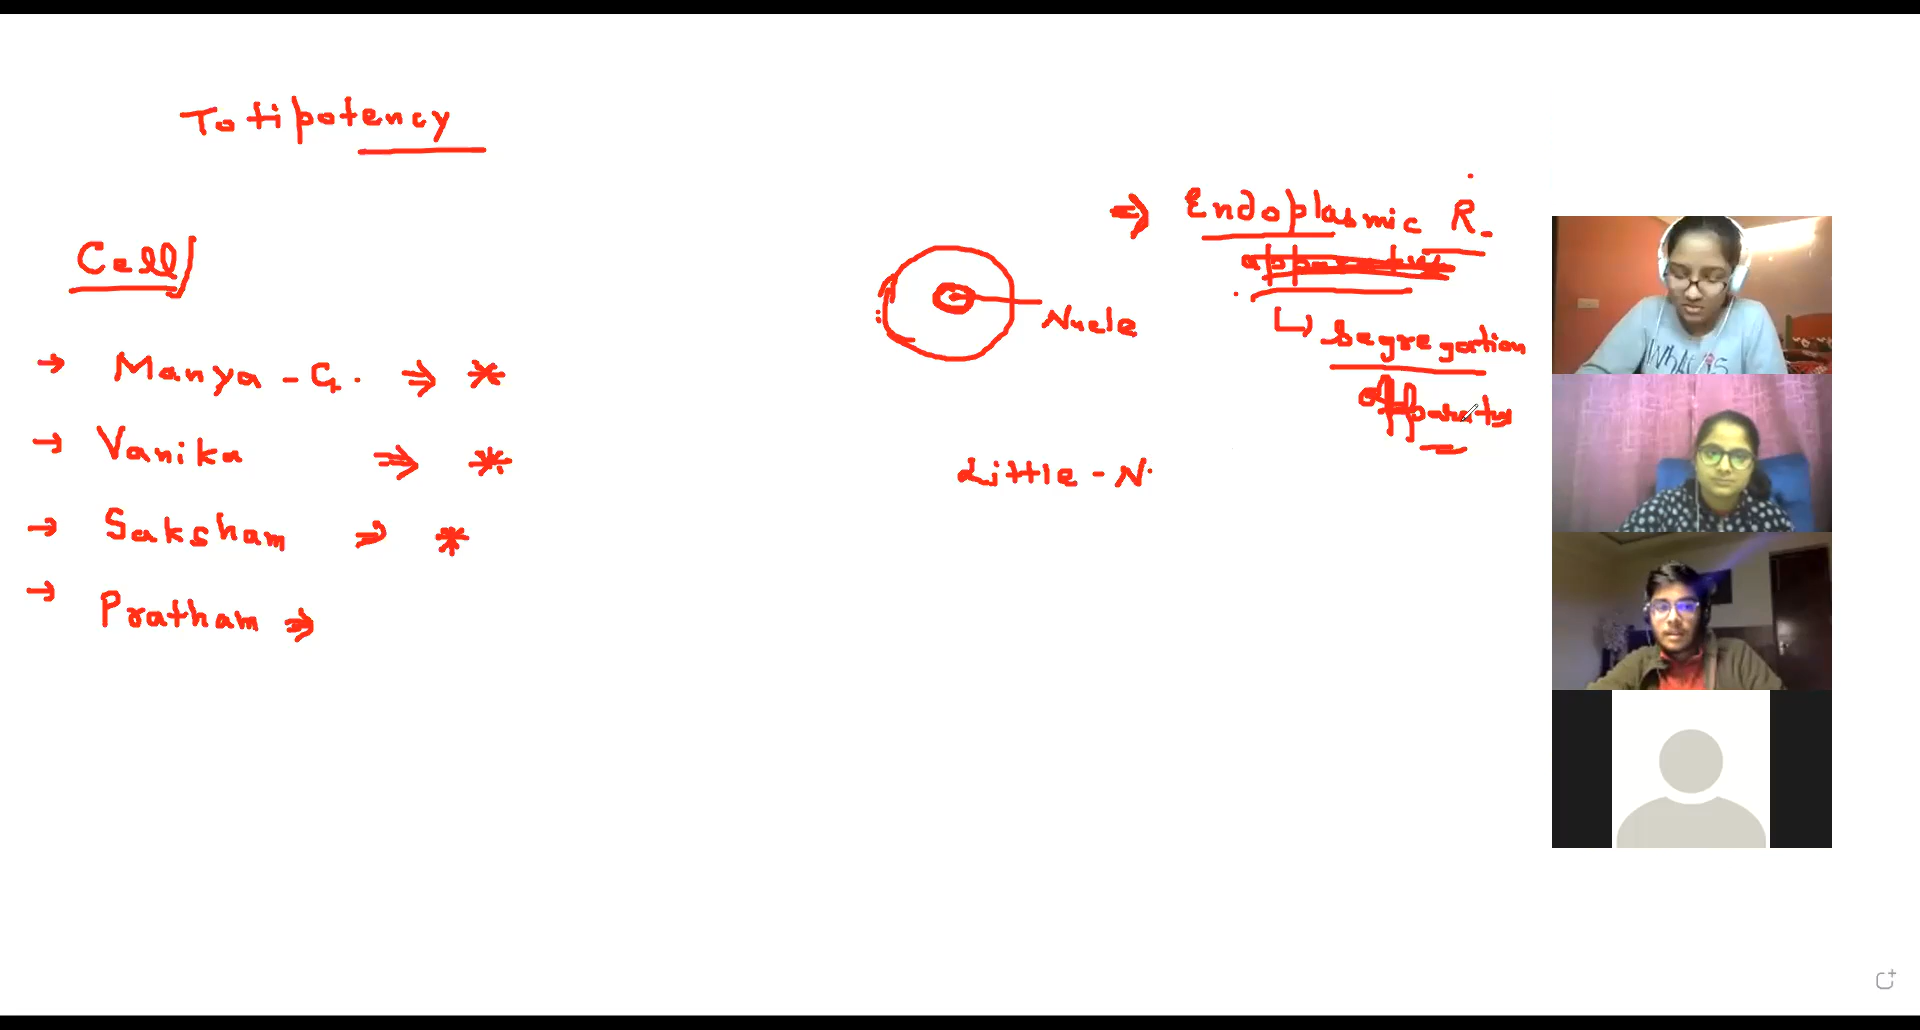 Totipotency
Cell
→ Manya - G. ⇒ *
→ Vanika ⇒ *
→ Saksham ⇒ *
→ Pratham ⇒
Nucle
⇒ Endoplasmic R.
↳ Segregation
Little - N.